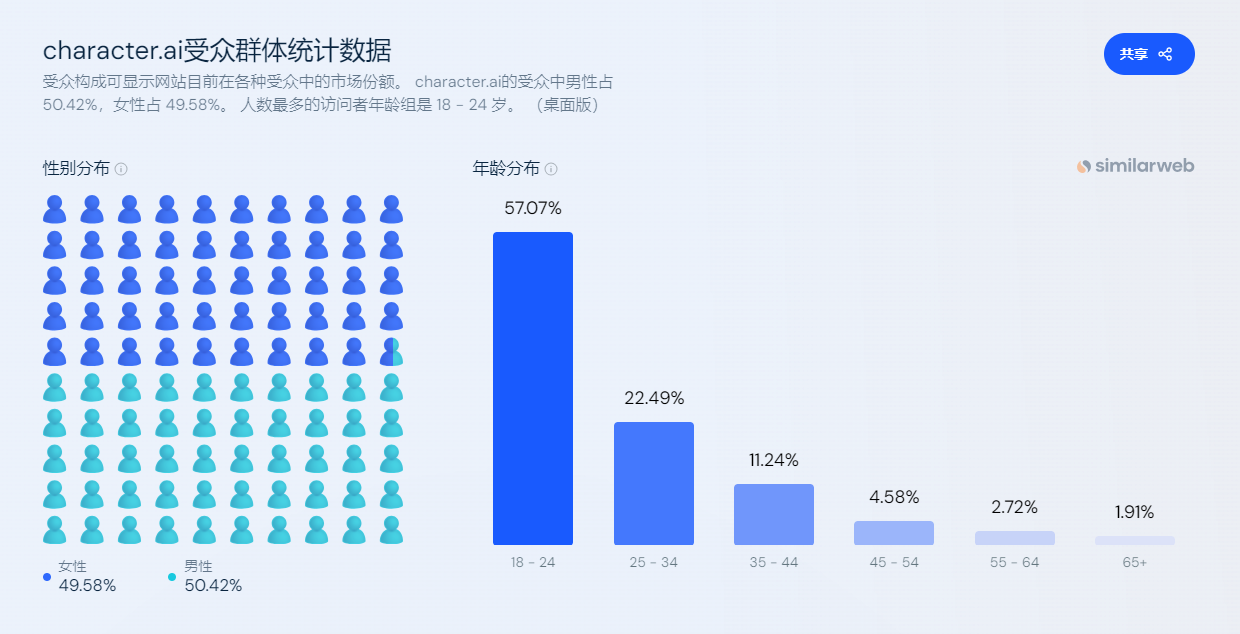 character.ai受众群体统计数据
共享
受众构成可显示网站目前在各种受众中的市场份额。 character.ai的受众中男性占
50.42%，女性占 49.58%。 人数最多的访问者年龄组是 18 - 24 岁。 （桌面版）
性别分布
年龄分布
similarweb
57.07%
22.49%
11.24%
4.58%
2.72%
1.91%
18 - 24
25 - 34
35 - 44
45 - 54
55 - 64
65+
女性
49.58%
男性
50.42%